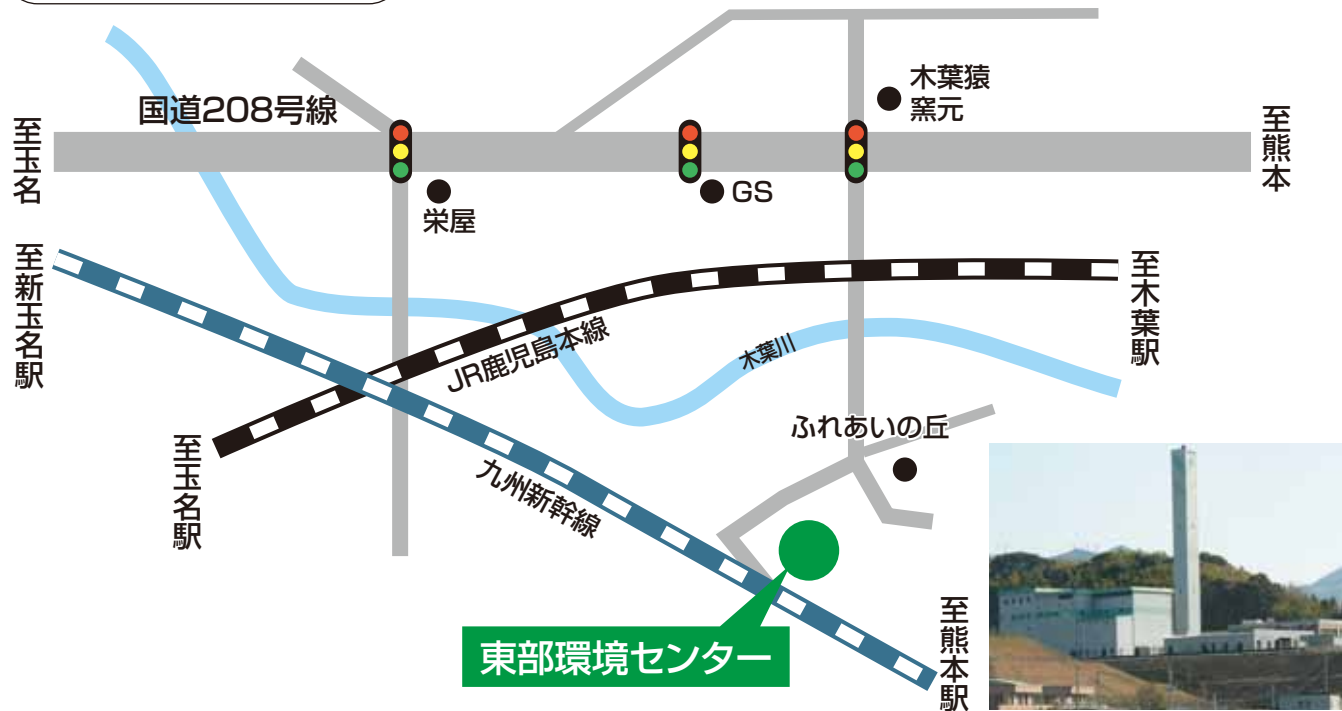 国道208号線
木葉猿
窯元
至玉名
至熊本
栄屋
GS
至新玉名駅
至木葉駅
JR鹿児島本線
木葉川
ふれあいの丘
至玉名駅
九州新幹線
東部環境センター
至熊本駅